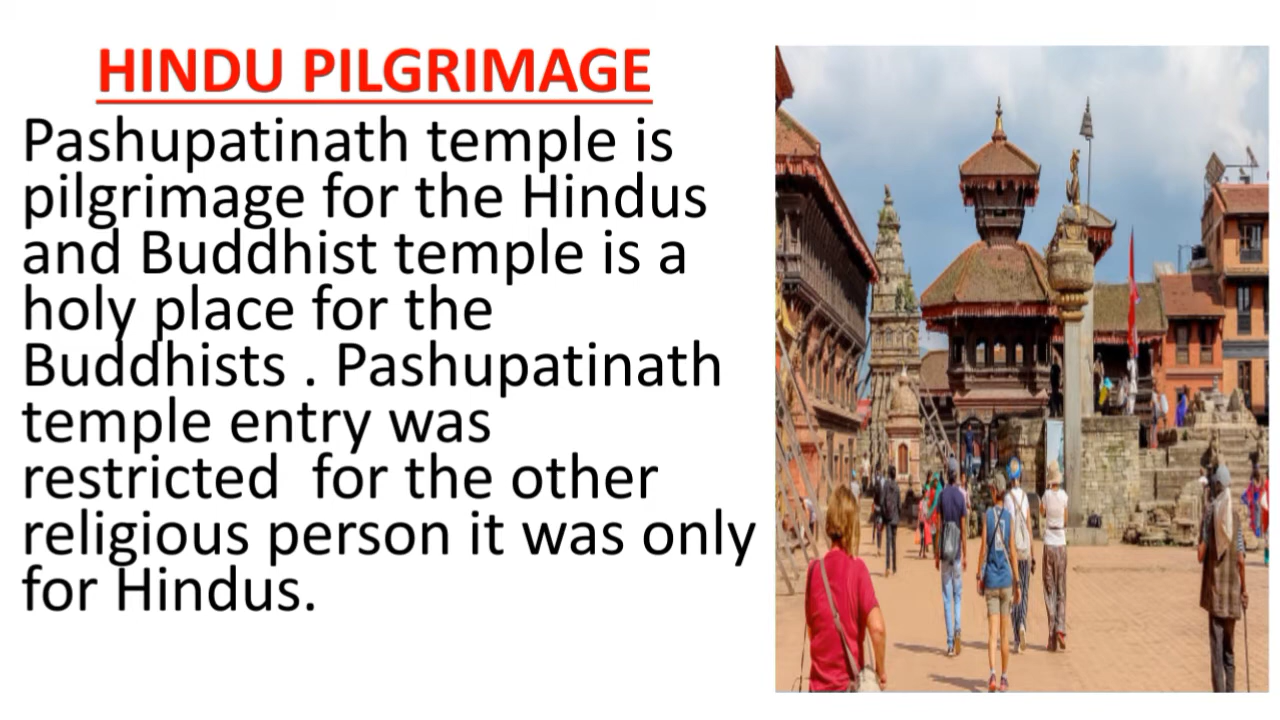 HINDU PILGRIMAGE
Pashupatinath temple is
pilgrimage for the Hindus
and Buddhist temple is a
holy place for the
Buddhists . Pashupatinath
temple entry was
restricted  for the other
religious person it was only
for Hindus.